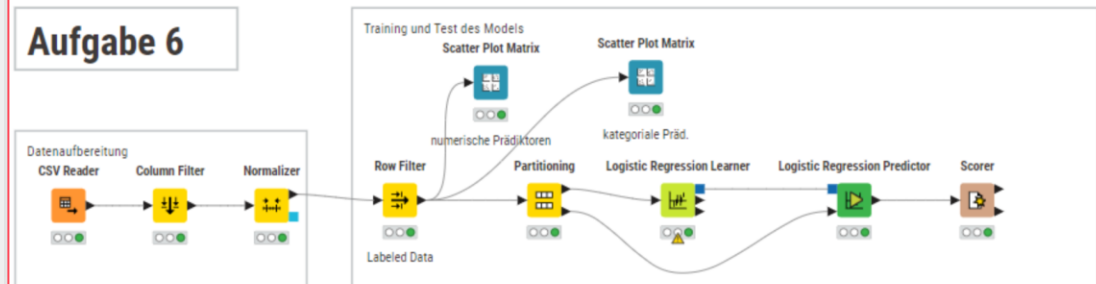 Aufgabe 6
Training und Test des Models
Scatter Plot Matrix
Scatter Plot Matrix
numerische Prädiktoren
kategoriale Präd.
Datenaufbereitung
CSV Reader
Column Filter
Normalizer
Row Filter
Partitioning
Logistic Regression Learner
Logistic Regression Predictor
Scorer
Labeled Data